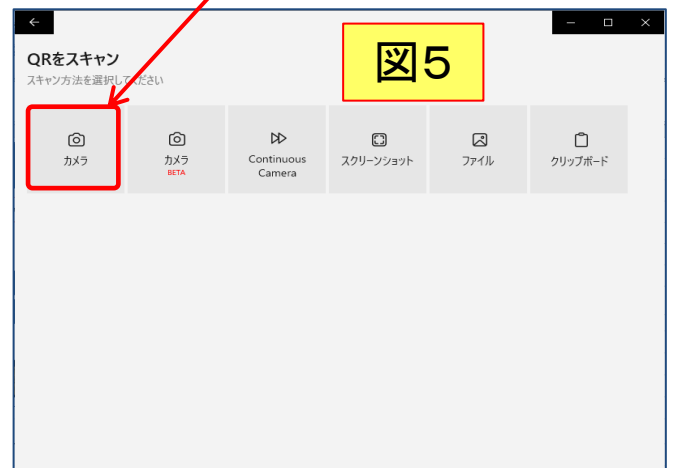 図5
QRをスキャン
スキャン方法を選択してください
カメラ
カメラ
BETA
Continuous
Camera
スクリーンショット
ファイル
クリップボード